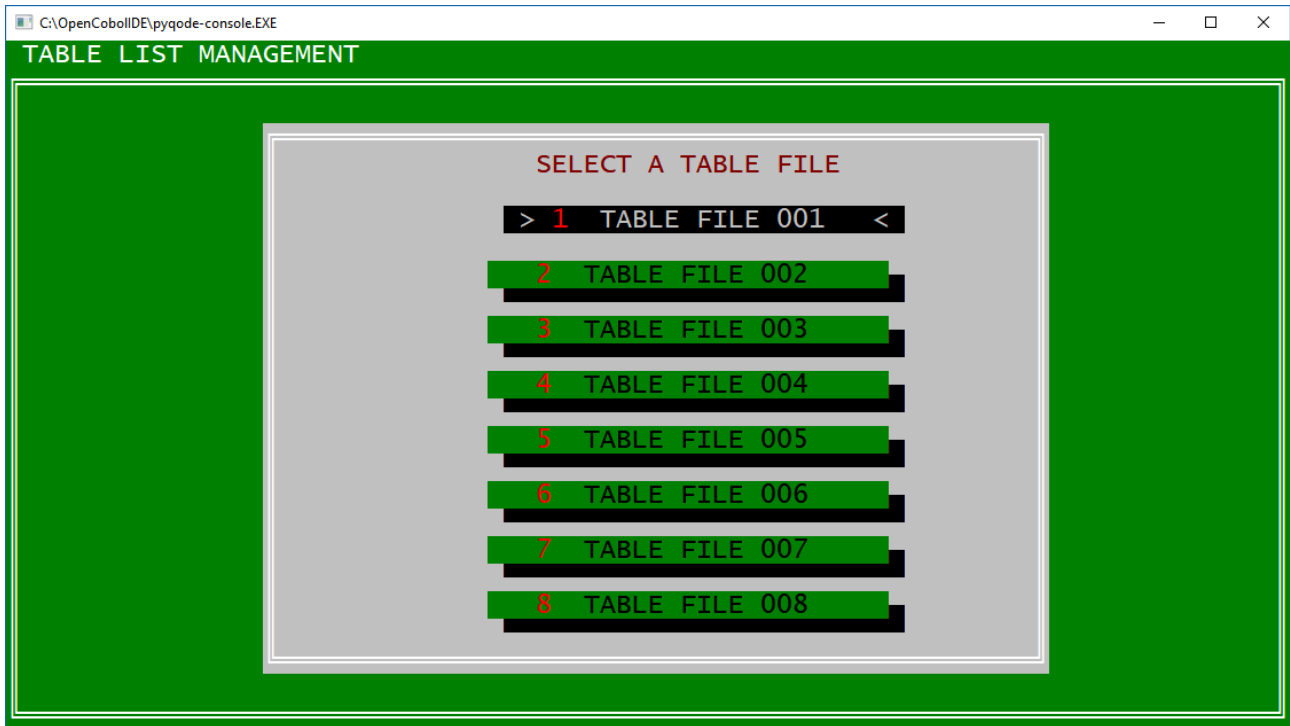 C:\OpenCobolIDE\pyqode-console.EXE
TABLE LIST MANAGEMENT
SELECT A TABLE FILE
> 1 TABLE FILE 001 <
2 TABLE FILE 002
3 TABLE FILE 003
4 TABLE FILE 004
5 TABLE FILE 005
6 TABLE FILE 006
7 TABLE FILE 007
8 TABLE FILE 008